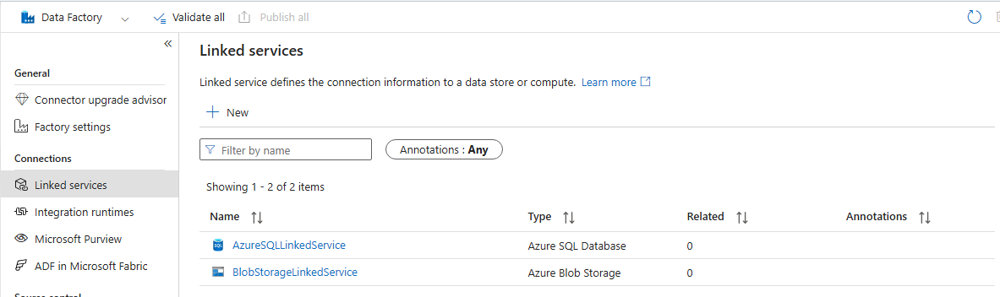 Data Factory Validate all Publish all
«
General
Connector upgrade advisor
Factory settings
Connections
Linked services
Integration runtimes
Microsoft Purview
ADF in Microsoft Fabric
Source control
Linked services
Linked service defines the connection information to a data store or compute. Learn more
+ New
Filter by name Annotations : Any
Showing 1 - 2 of 2 items
Name Type Related Annotations
SQL AzureSQLLinkedService Azure SQL Database 0
BlobStorageLinkedService Azure Blob Storage 0